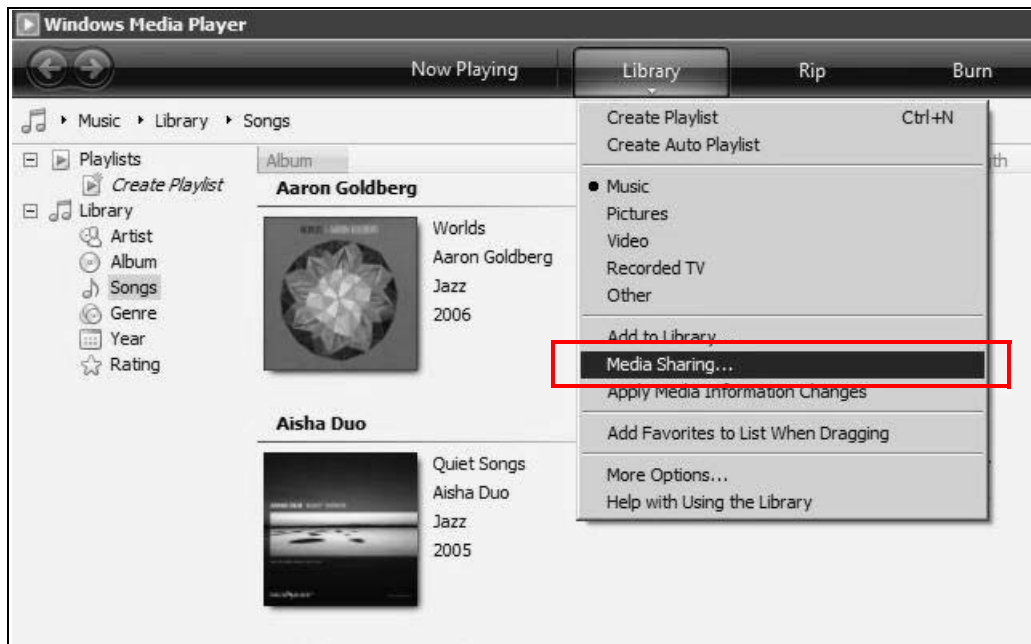 Windows Media Player
Now Playing
Library
Rip
Burn
Music
Library
Songs
Playlists
Create Playlist
Library
Artist
Album
Songs
Genre
Year
Rating
Album
Aaron Goldberg
Worlds
Aaron Goldberg
Jazz
2006
Aisha Duo
Quiet Songs
Aisha Duo
Jazz
2005
Create Playlist Ctrl+N
Create Auto Playlist
Music
Pictures
Video
Recorded TV
Other
Add to Library...
Media Sharing...
Apply Media Information Changes
Add Favorites to List When Dragging
More Options...
Help with Using the Library